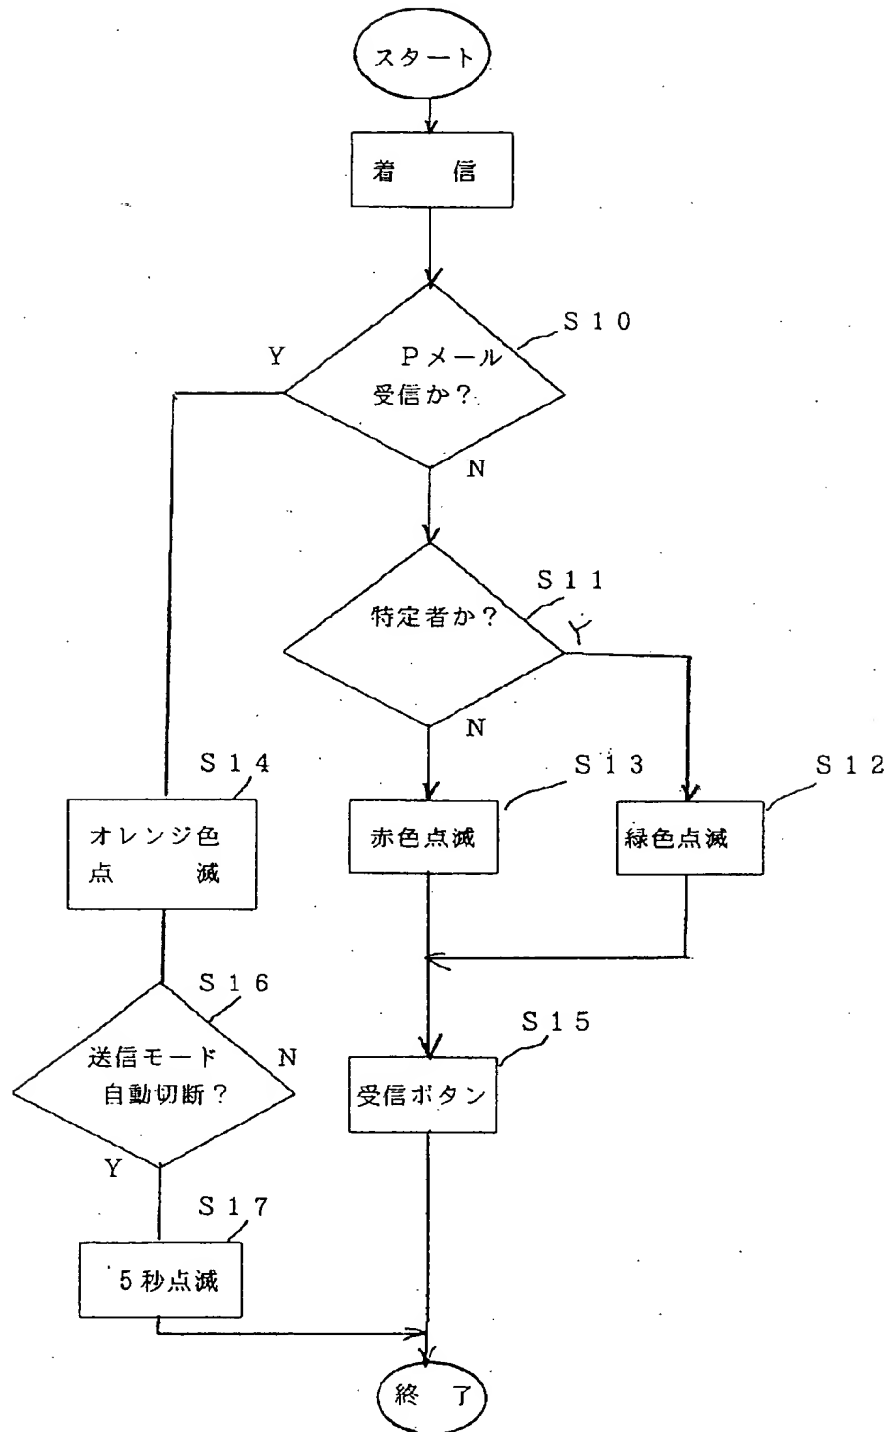 スタート
着　信
S10
Y
Pメール
受信か?
N
S11
特定者か?
Y
N
S14
S13
S12
オレンジ色
点　滅
赤色点滅
緑色点滅
S16
送信モード
自動切断?
N
Y
S15
受信ボタン
S17
5秒点滅
終　了